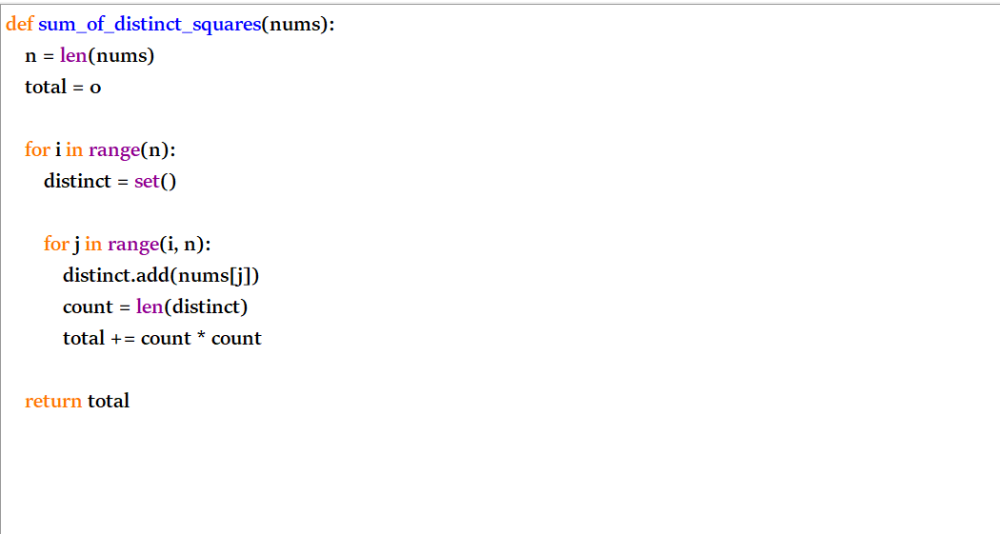 def sum_of_distinct_squares(nums):
    n = len(nums)
    total = 0

    for i in range(n):
        distinct = set()

        for j in range(i, n):
            distinct.add(nums[j])
            count = len(distinct)
            total += count * count

    return total